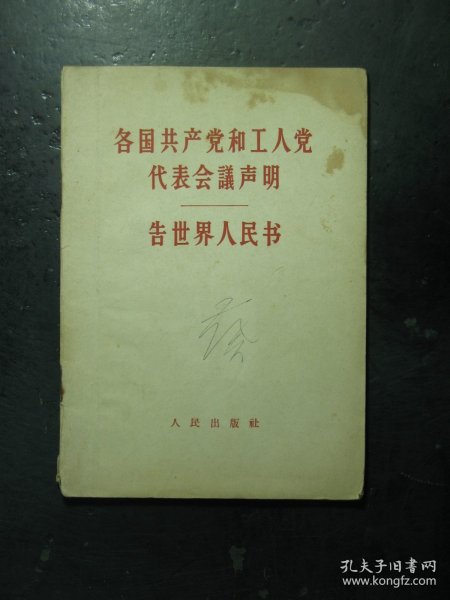 各国共产党和工人党
代表会議声明
告世界人民书
人民出版社
孔夫子旧书网
www.kongfz.com